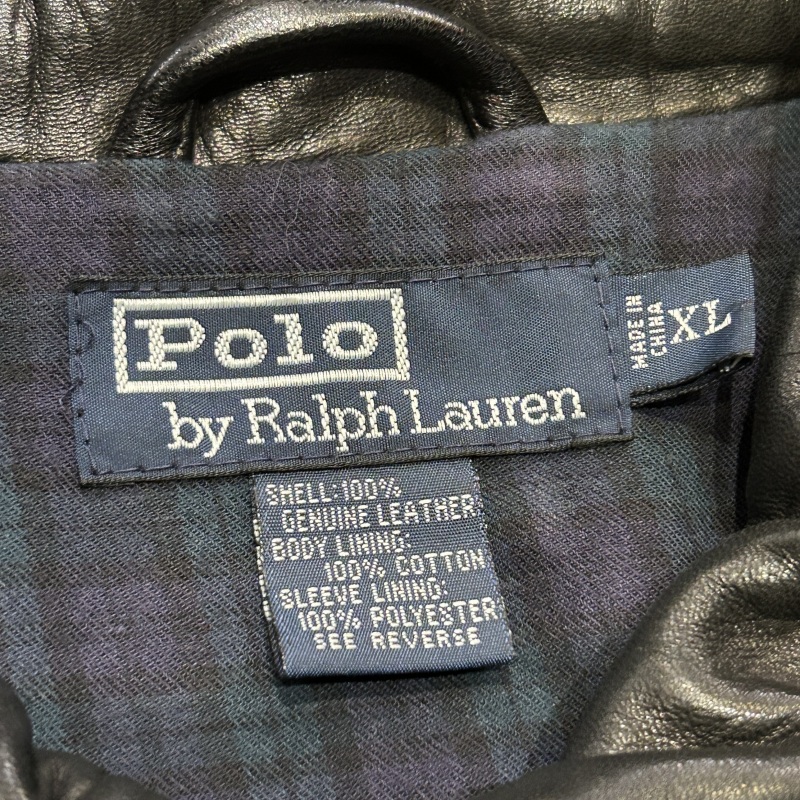 Polo
by Ralph Lauren
MADE IN
CHINA
XL
SHELL:100%
GENUINE LEATHER
BODY LINING:
100% COTTON
SLEEVE LINING:
100% POLYESTER
SEE REVERSE